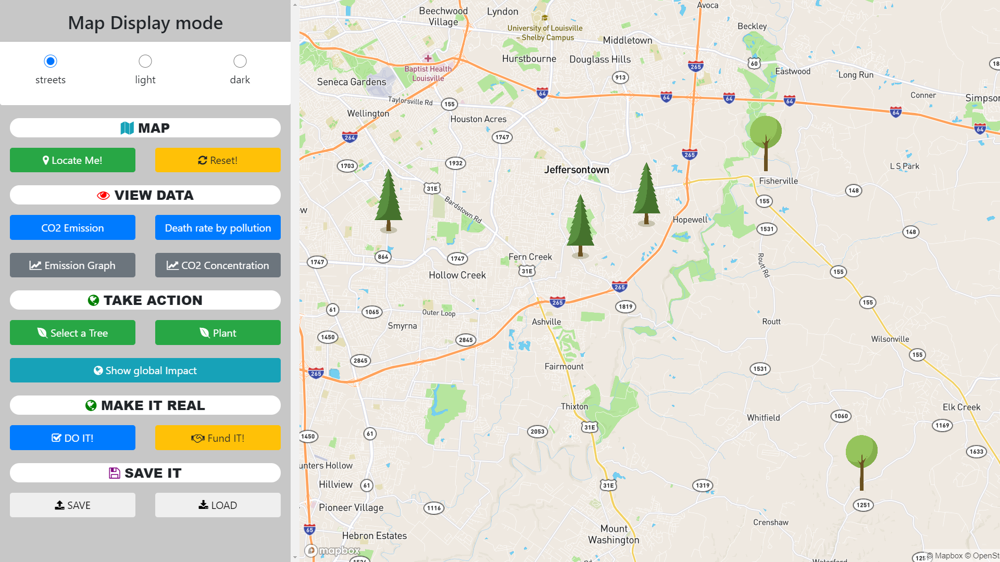 Map Display mode
streets
light
dark
MAP
Locate Me!
Reset!
VIEW DATA
CO2 Emission
Death rate by pollution
Emission Graph
CO2 Concentration
TAKE ACTION
Select a Tree
Plant
Show global Impact
MAKE IT REAL
DO IT!
Fund IT!
SAVE IT
SAVE
LOAD
Beechwood
Village
Lyndon
Avoca
University of Louisville
– Shelby Campus
Beckley
Middletown
Hurstbourne
Douglass Hills
Baptist Health
Louisville
265
60
Eastwood
Long Run
Seneca Gardens
913
Taylorsville Rd
155
64
64
64
64
Conner
Simpso
Wellington
Houston Acres
64
64
264
1747
265
1703
1932
Jeffersontown
L S Park
31E
Fisherville
148
155
Bardstown Rd
Hopewell
1531
148
864
1747
1747
Fern Creek
Routt Rd
Hollow Creek
31E
155
265
265
155
61
1065
Outer Loop
1819
Ashville
Routt
Smyrna
1450
2845
Wilsonville
155
2845
Fairmount
1531
265
Thixton
Elk Creek
Whitfield
1060
31E
1169
1450
61
2053
1633
unters Hollow
Hillview
61
31E
1319
Pioneer Village
1116
1251
Crenshaw
65
Hebron Estates
Mount
Washington
mapbox
© Mapbox © OpenSt